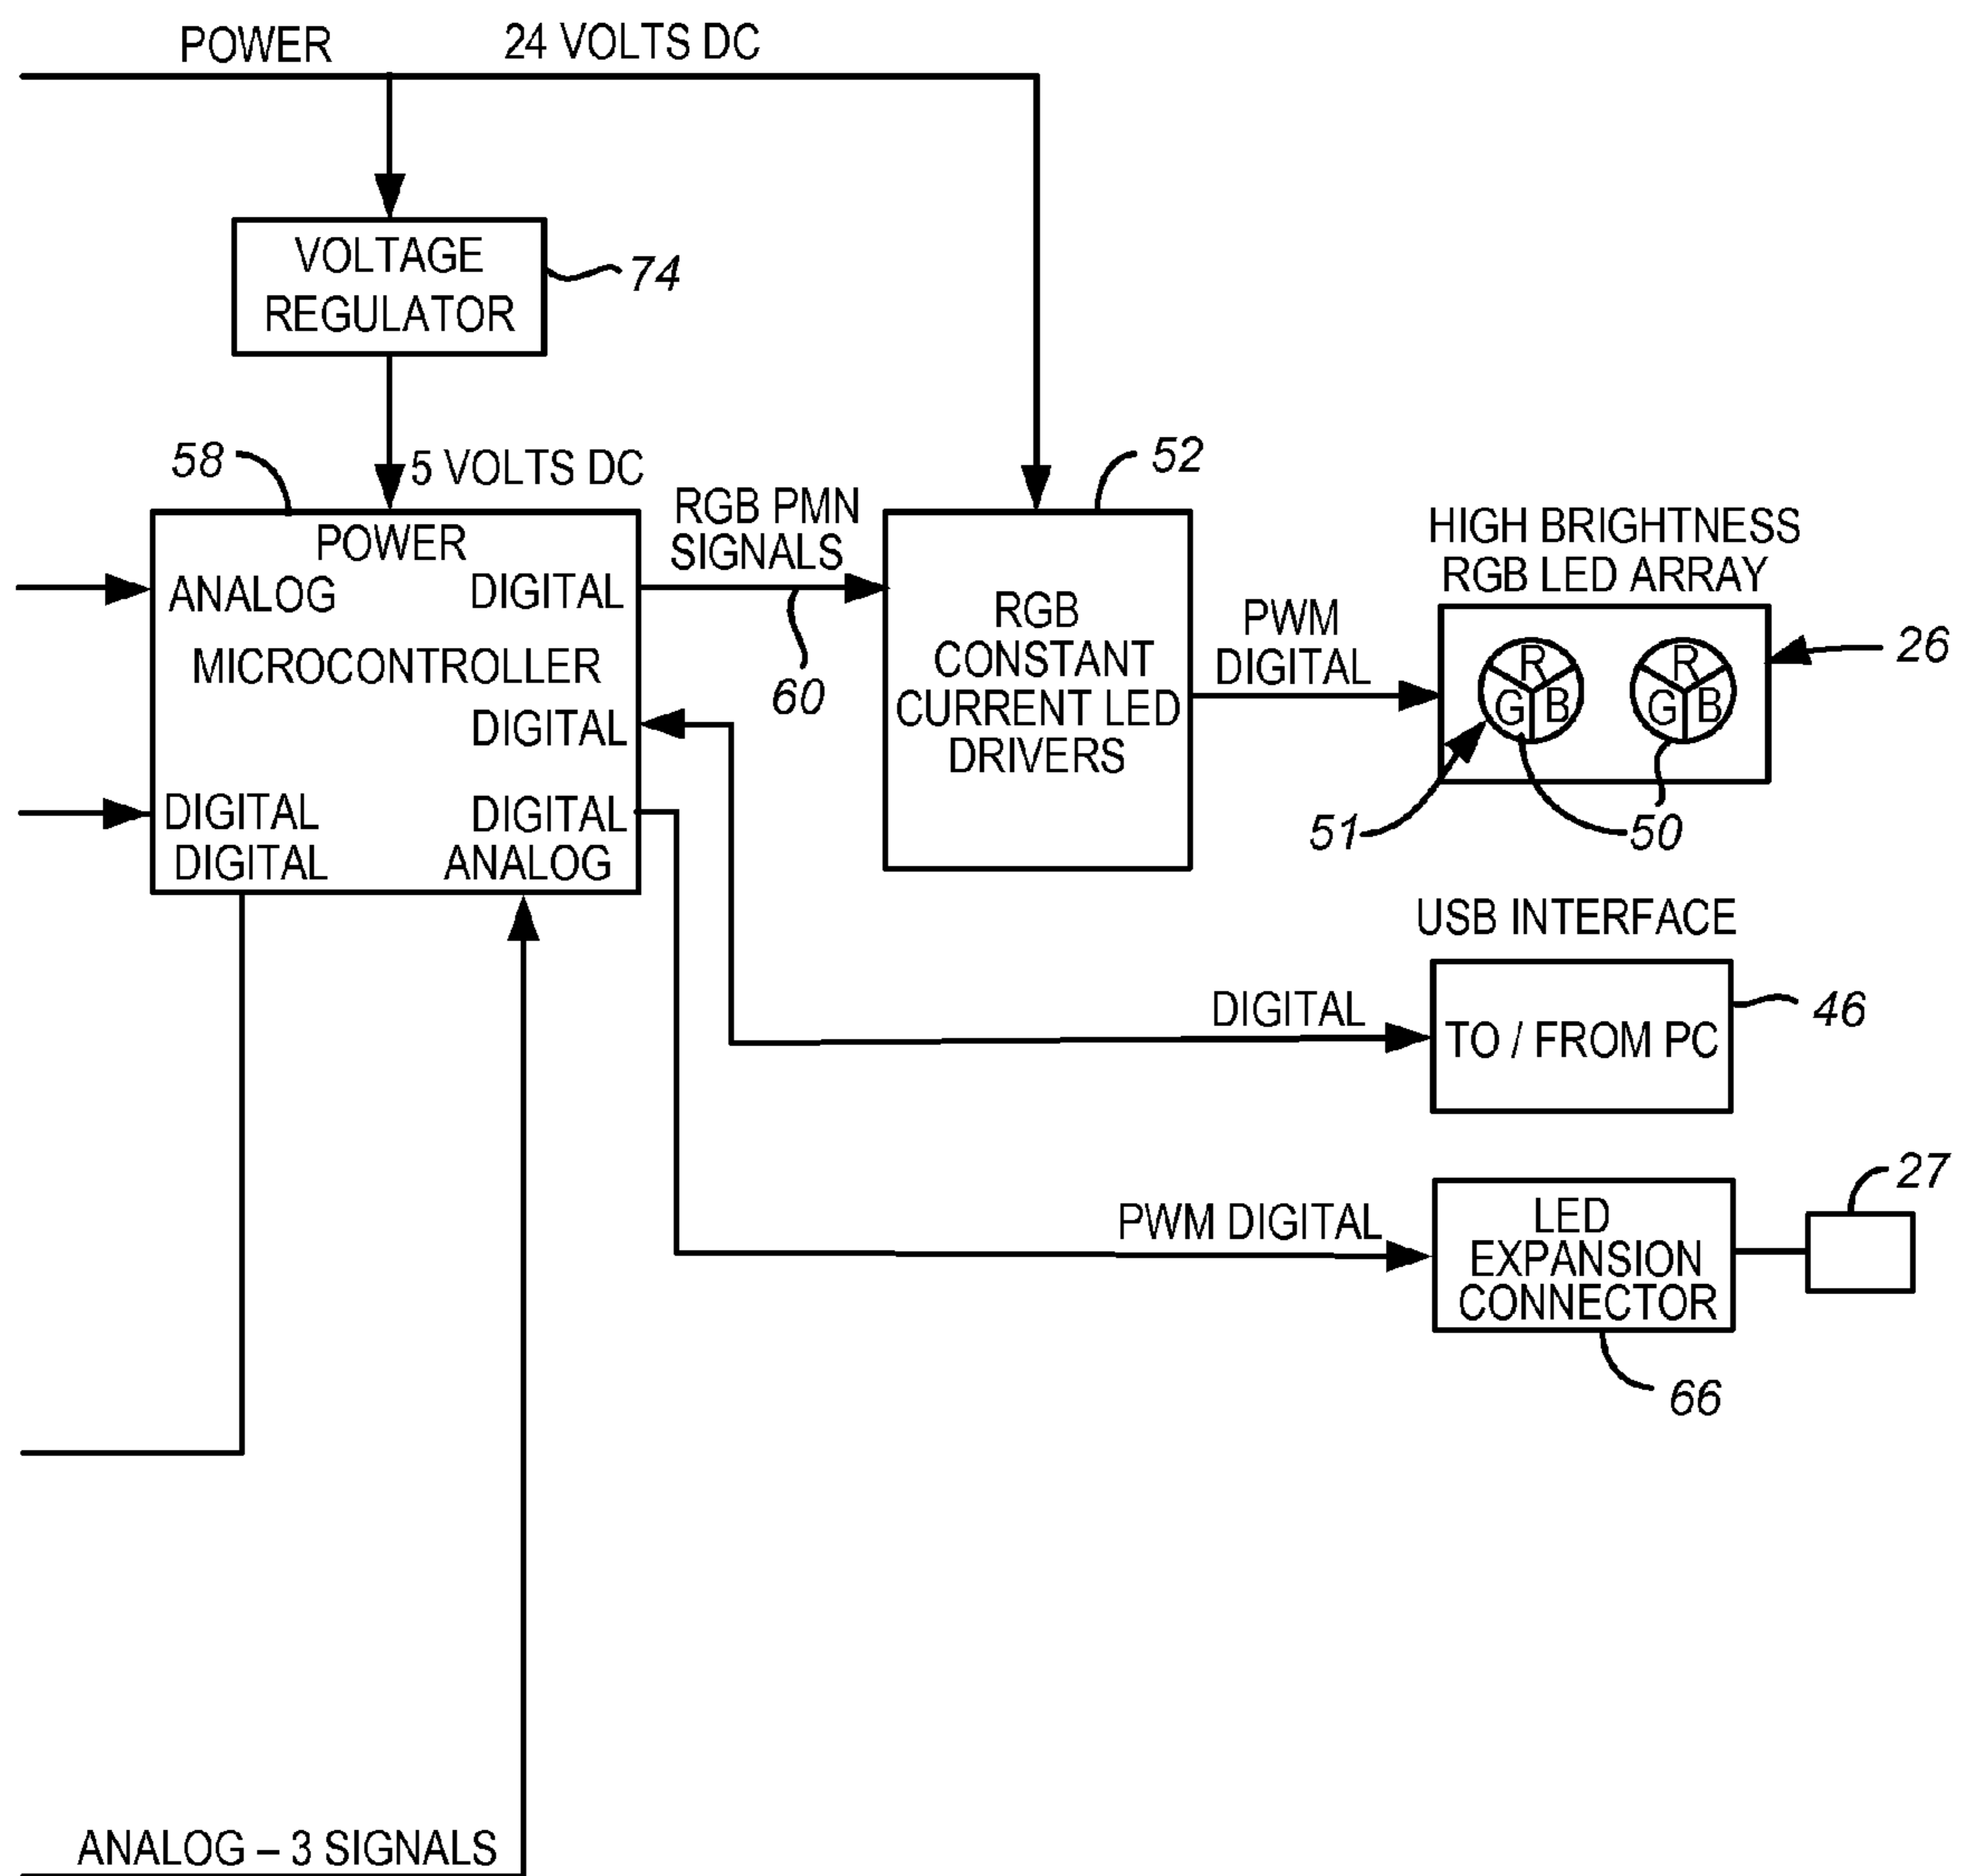 POWER
24 VOLTS DC
VOLTAGE
REGULATOR
74
58
5 VOLTS DC
52
RGB PMN
SIGNALS
POWER
ANALOG
DIGITAL
MICROCONTROLLER
DIGITAL
DIGITAL
DIGITAL
DIGITAL
ANALOG
60
RGB
CONSTANT
CURRENT LED
DRIVERS
PWM
DIGITAL
HIGH BRIGHTNESS
RGB LED ARRAY
26
R
G
B
R
G
B
51
50
USB INTERFACE
DIGITAL
TO / FROM PC
46
PWM DIGITAL
LED
EXPANSION
CONNECTOR
27
66
ANALOG – 3 SIGNALS